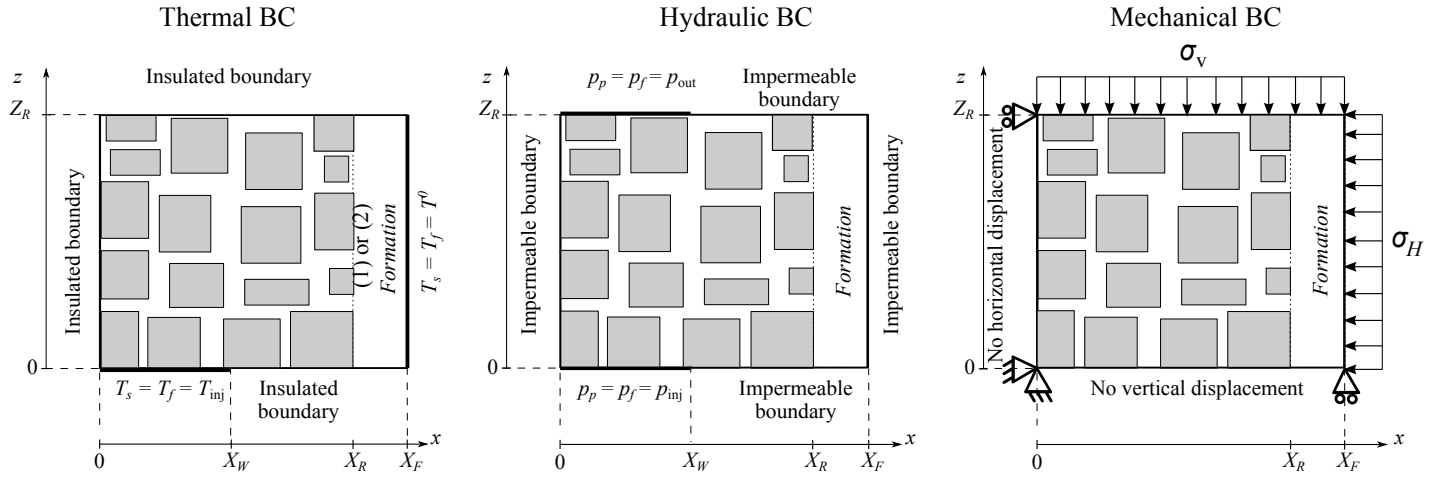 Thermal BC
z
Insulated boundary
Z_R
Insulated boundary
(1) or (2)
Formation
T_s = T_f = T^0
0
T_s = T_f = T_inj
Insulated
boundary
x
0
X_W
X_R
X_F
Hydraulic BC
z
p_p = p_f = p_out
Impermeable
boundary
Z_R
Impermeable boundary
Formation
Impermeable boundary
0
p_p = p_f = p_inj
Impermeable
boundary
x
0
X_W
X_R
X_F
Mechanical BC
σ_v
z
Z_R
No horizontal displacement
Formation
σ_H
0
No vertical displacement
x
0
X_R
X_F